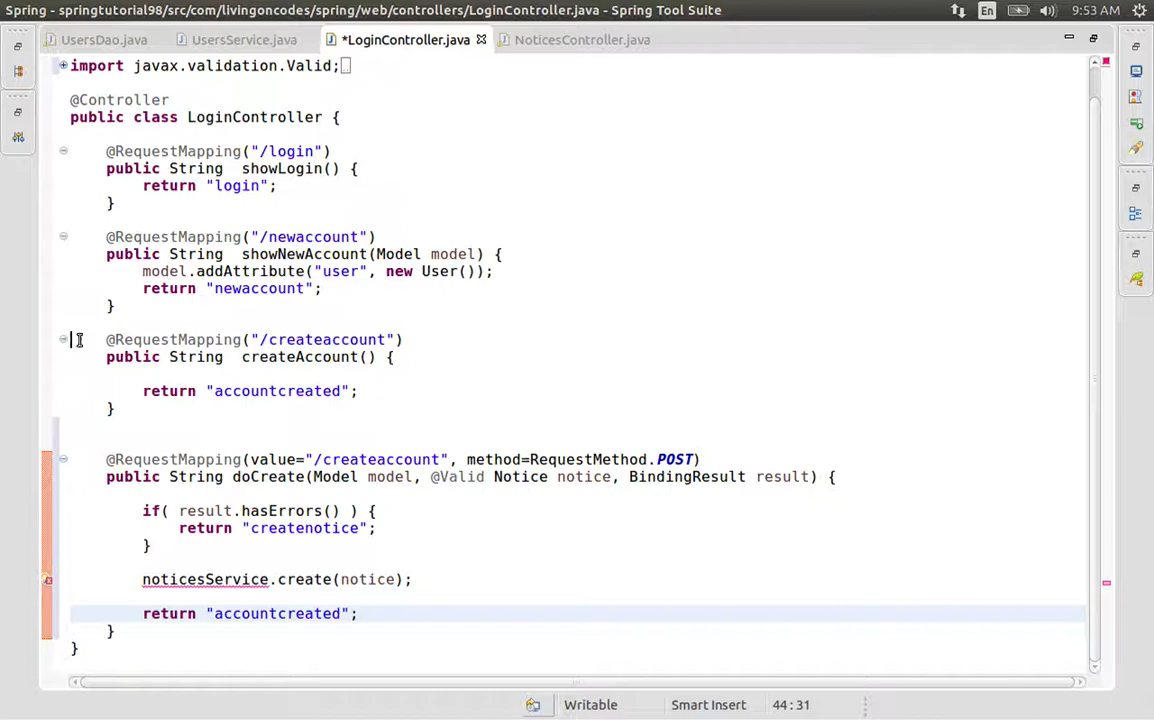 Spring - springtutorial98/src/com/livingoncodes/spring/web/controllers/LoginController.java - Spring Tool Suite
En
9:53 AM
UsersDao.java
UsersService.java
*LoginController.java
NoticesController.java
import javax.validation.Valid;
@Controller
public class LoginController {
@RequestMapping("/login")
public String showLogin() {
return "login";
}
@RequestMapping("/newaccount")
public String showNewAccount(Model model) {
model.addAttribute("user", new User());
return "newaccount";
}
@RequestMapping("/createaccount")
public String createAccount() {
return "accountcreated";
}
@RequestMapping(value="/createaccount", method=RequestMethod.POST)
public String doCreate(Model model, @Valid Notice notice, BindingResult result) {
if( result.hasErrors() ) {
return "createnotice";
}
noticesService.create(notice);
return "accountcreated";
}
}
Writable
Smart Insert
44:31